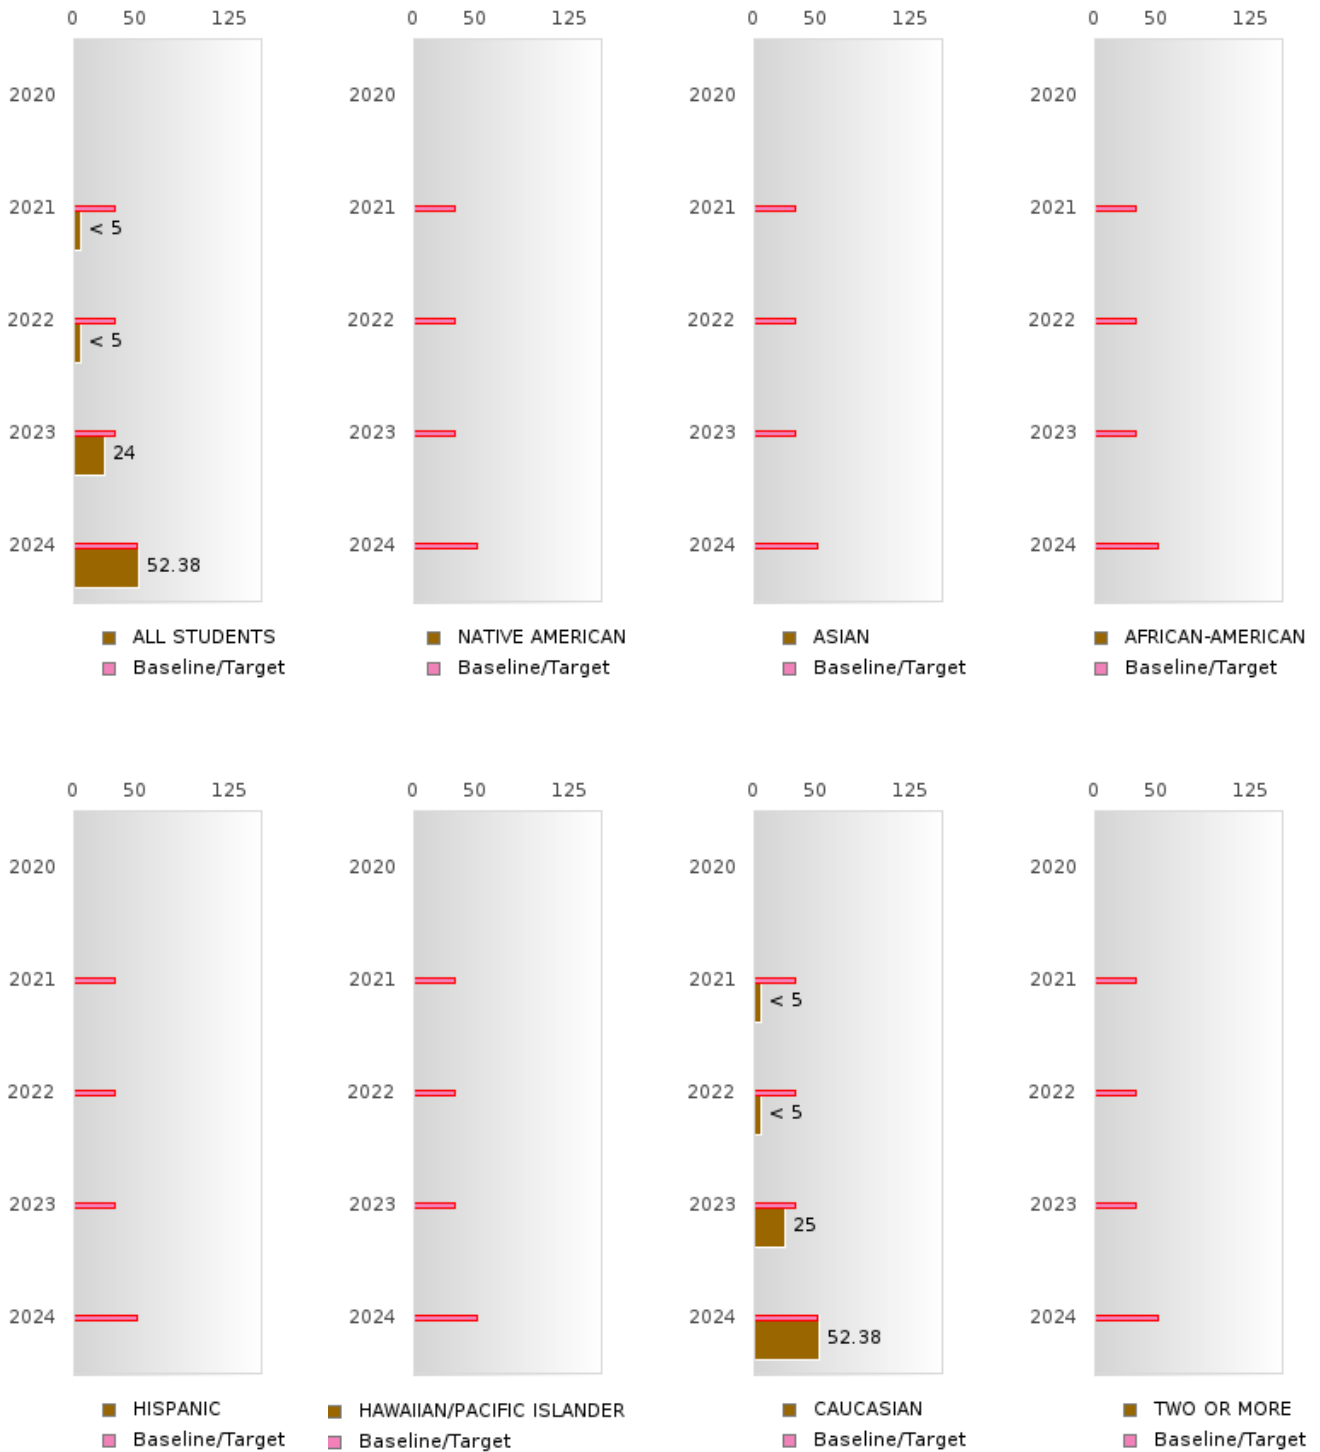 0 50 125 0 50 125 0 50 125 0 50 125
2020 2020 2020 2020
2021 2021 2021 2021
< 5
2022 2022 2022 2022
< 5
2023 2023 2023 2023
24
2024 2024 2024 2024
52.38
ALL STUDENTS NATIVE AMERICAN ASIAN AFRICAN-AMERICAN
Baseline/Target Baseline/Target Baseline/Target Baseline/Target
0 50 125 0 50 125 0 50 125 0 50 125
2020 2020 2020 2020
2021 2021 2021 2021
< 5
2022 2022 2022 2022
< 5
2023 2023 2023 2023
25
2024 2024 2024 2024
52.38
HISPANIC HAWAIIAN/PACIFIC ISLANDER CAUCASIAN TWO OR MORE
Baseline/Target Baseline/Target Baseline/Target Baseline/Target